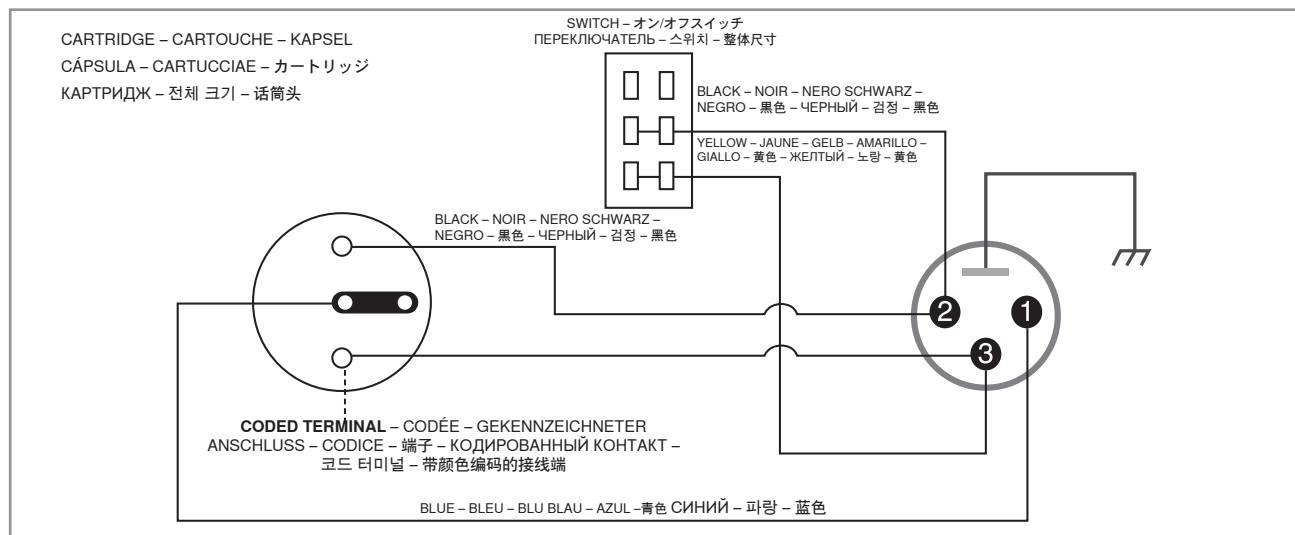 CARTRIDGE – CARTOUCHE – KAPSEL
CÁPSULA – CARTUCCIAE – カートリッジ
КАРТРИДЖ – 전체 크기 – 话筒头
SWITCH – オン/オフスイッチ
ПЕРЕКЛЮЧАТЕЛЬ – 스위치 – 整体尺寸
BLACK – NOIR – NERO SCHWARZ –
NEGRO – 黒色 – ЧЕРНЫЙ – 검정 – 黑色
YELLOW – JAUNE – GELB – AMARILLO –
GIALLO – 黄色 – ЖЕЛТЫЙ – 노랑 – 黄色
BLACK – NOIR – NERO SCHWARZ –
NEGRO – 黒色 – ЧЕРНЫЙ – 검정 – 黑色
2
1
3
CODED TERMINAL – CODÉE – GEKENNZEICHNETER
ANSCHLUSS – CODICE – 端子 – КОДИРОВАННЫЙ КОНТАКТ –
코드 터미널 – 带颜色编码的接线端
BLUE – BLEU – BLU BLAU – AZUL –青色 СИНИЙ – 파랑 – 蓝色